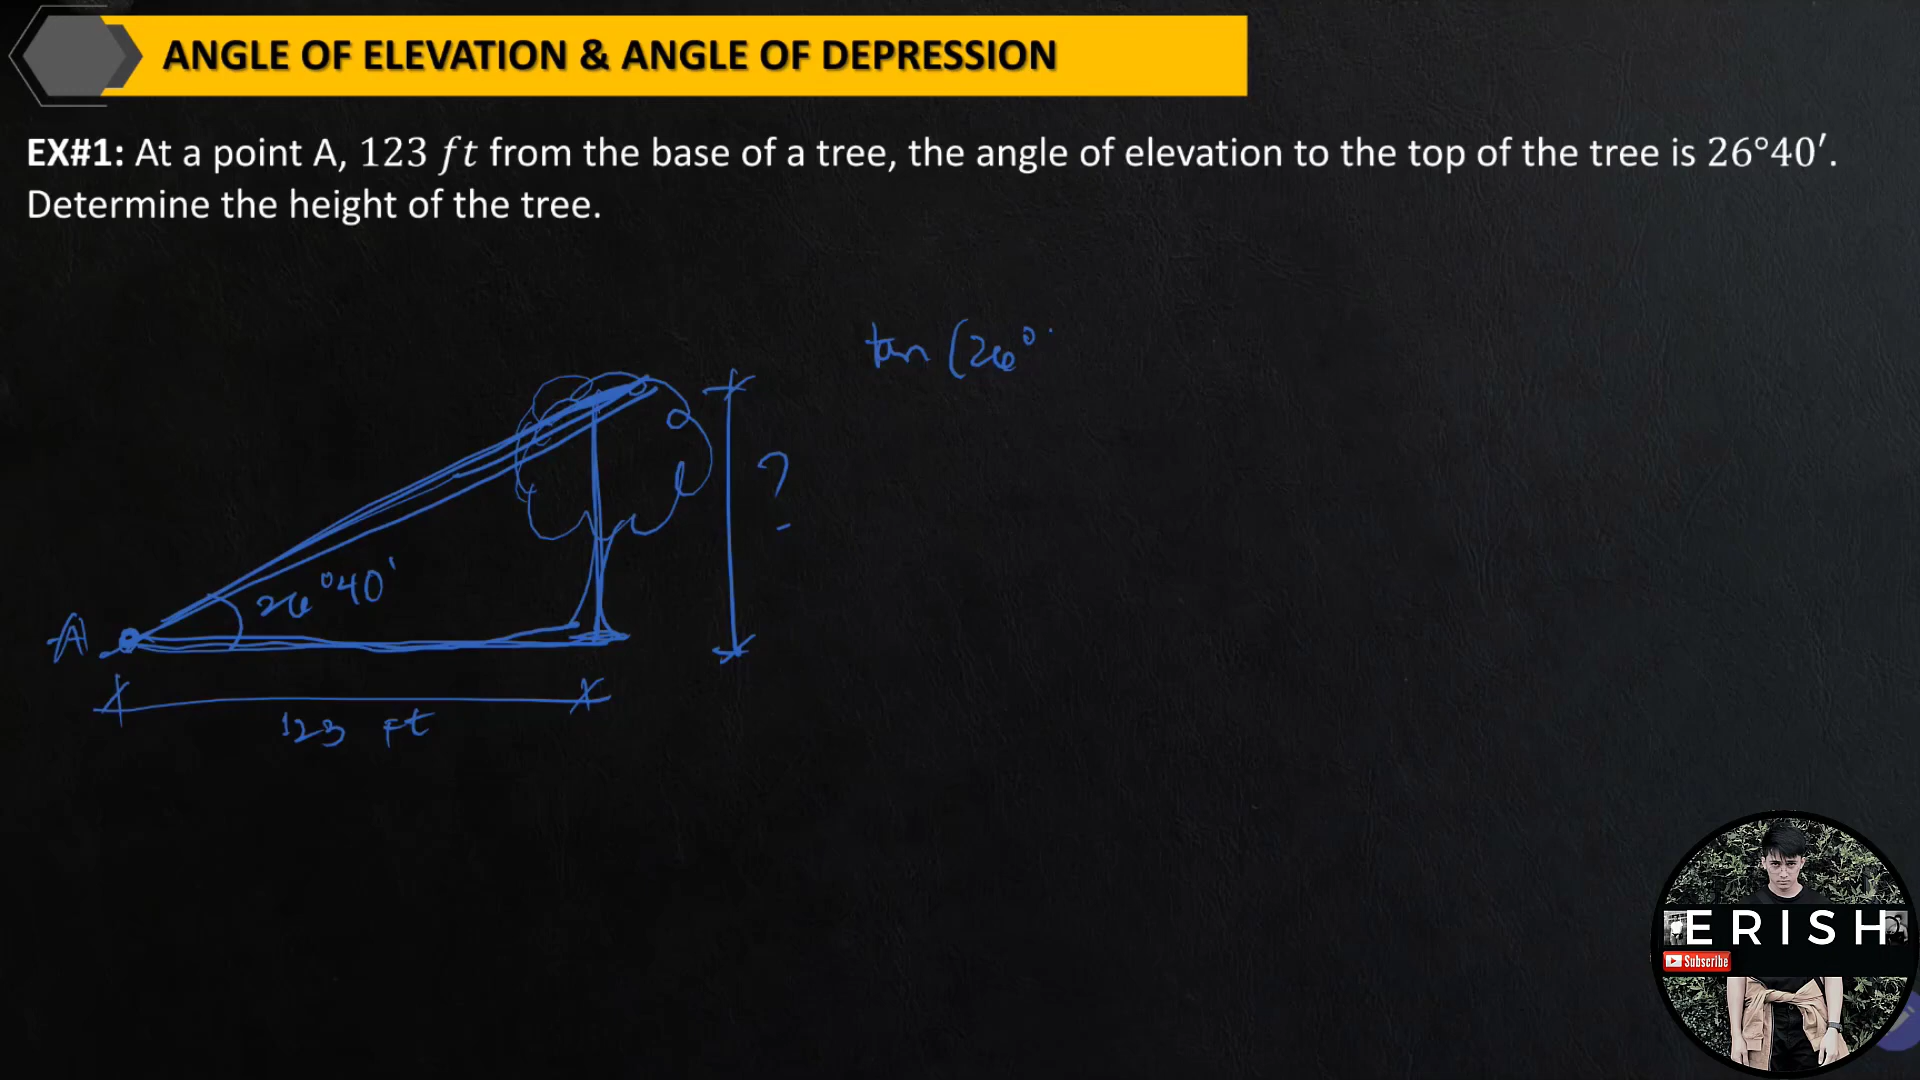 ANGLE OF ELEVATION & ANGLE OF DEPRESSION
EX#1: At a point A, 123 ft from the base of a tree, the angle of elevation to the top of the tree is 26°40′.
Determine the height of the tree.
tan (26°
?
26°40'
A
123 ft
ERISH
Subscribe